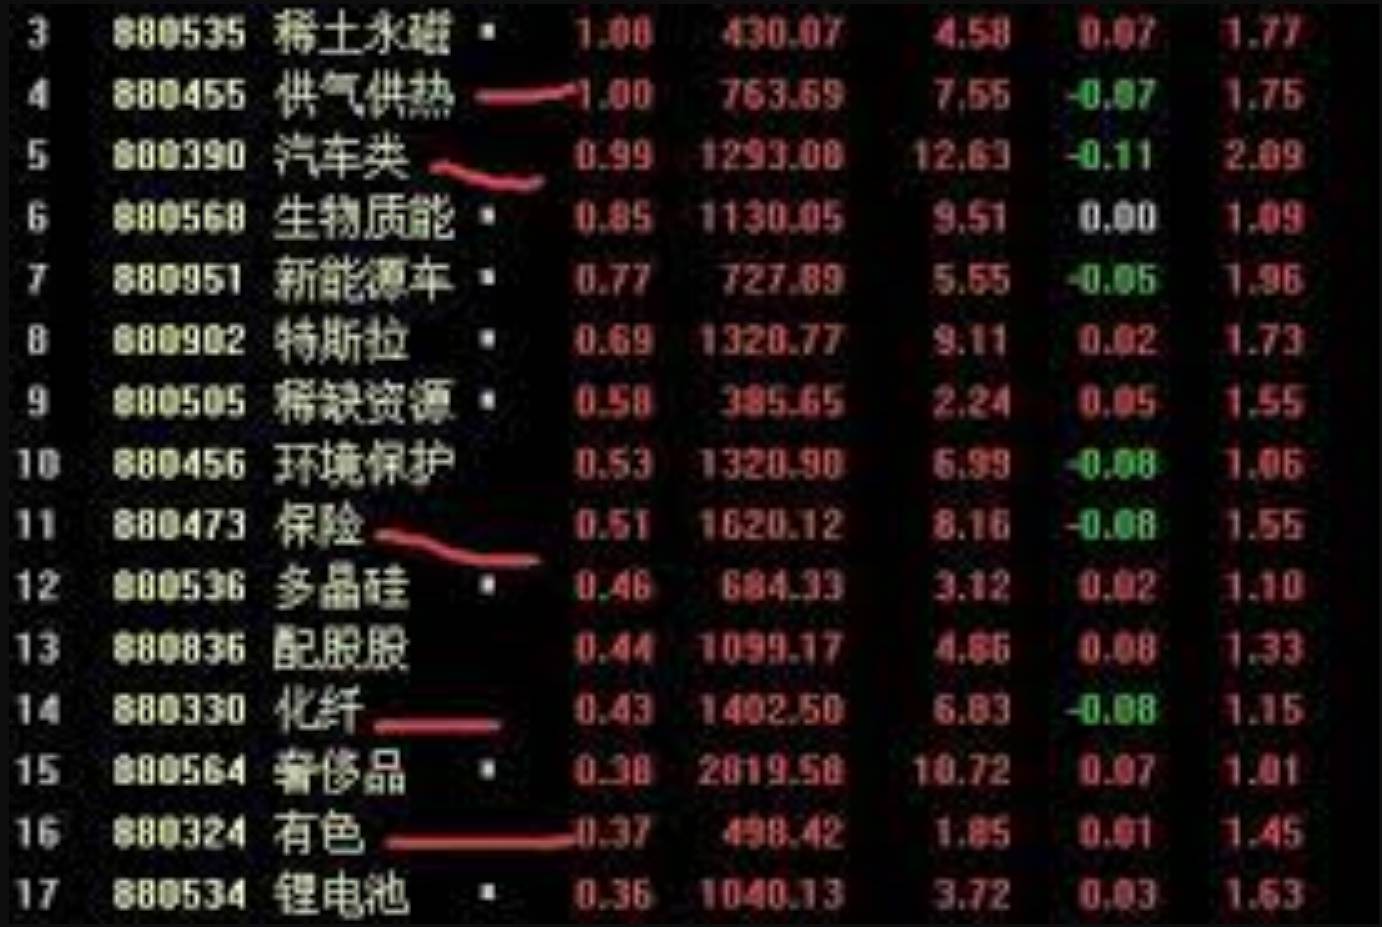 3 880535 稀土永磁 1.08 430.07 4.58 0.07 1.77
4 880455 供气供热 1.00 763.69 7.55 -0.07 1.75
5 880390 汽车类 0.99 1293.08 12.63 -0.11 2.09
6 880568 生物质能 0.85 1130.05 9.51 0.00 1.09
7 880951 新能源车 0.77 727.89 5.55 -0.05 1.96
8 880902 特斯拉 0.69 1328.77 9.11 0.02 1.73
9 880505 稀缺资源 0.58 385.65 2.24 0.05 1.55
10 880456 环境保护 0.53 1320.90 6.99 -0.08 1.06
11 880473 保险 0.51 1620.12 8.16 -0.08 1.55
12 880536 多晶硅 0.46 684.33 3.12 0.02 1.10
13 880836 配股股 0.44 1099.17 4.86 0.08 1.33
14 880330 化纤 0.43 1402.50 6.03 -0.08 1.15
15 880564 奢侈品 0.38 2819.58 10.72 0.07 1.01
16 880324 有色 0.37 498.42 1.85 0.01 1.45
17 880534 锂电池 0.36 1040.13 3.72 0.03 1.63